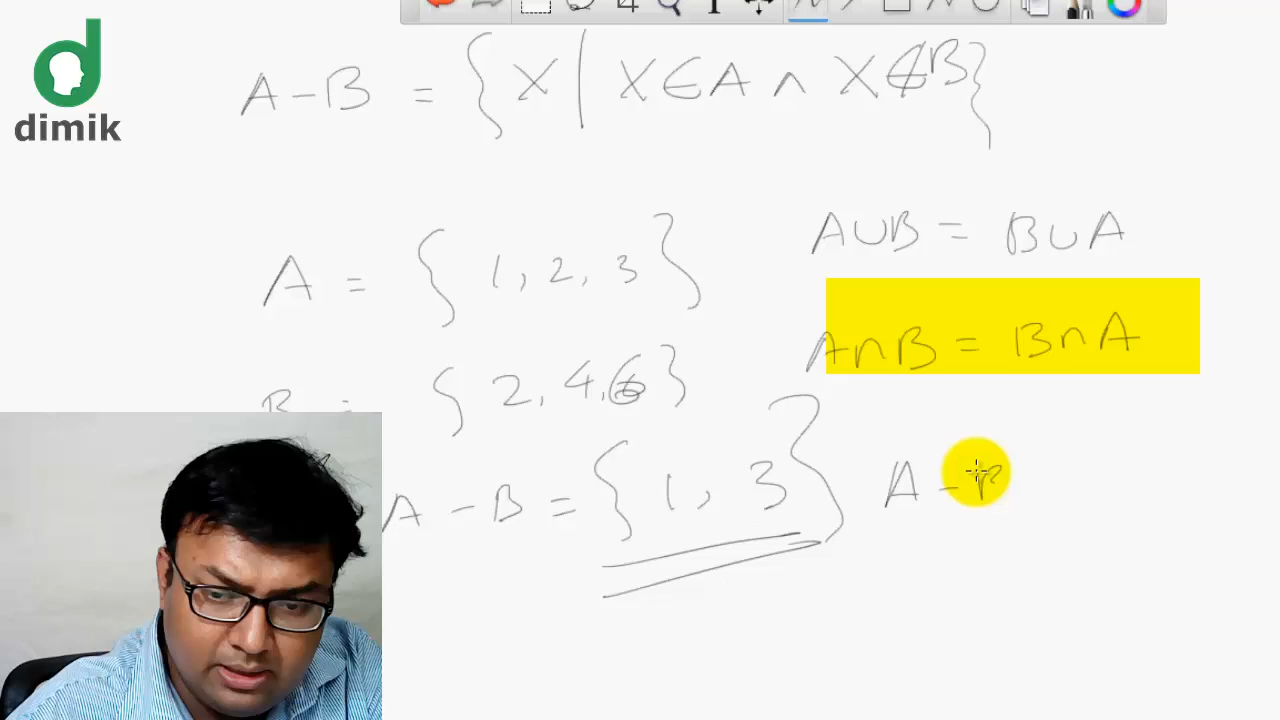 dimik
A-B = {X | X∈A ∧ X∉B}
A∪B = B∪A
A = {1, 2, 3}
A∩B = B∩A
B = {2, 4, 6}
A - B = {1, 3}
A - B